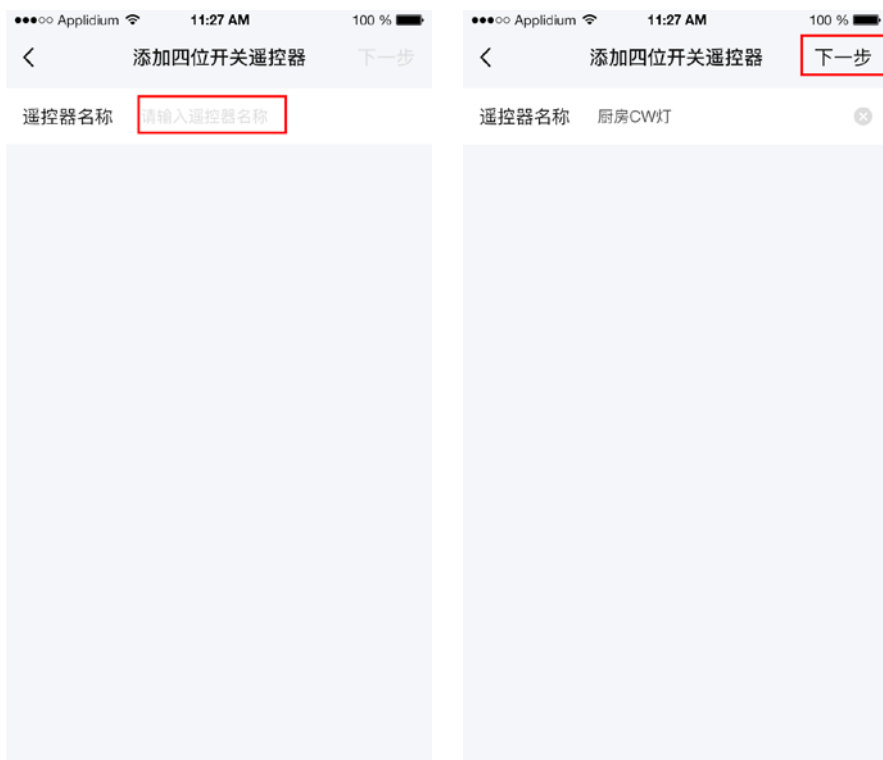 ●●●○○ Applidium 11:27 AM 100 %
添加四位开关遥控器 下一步
遥控器名称 请输入遥控器名称
●●●○○ Applidium 11:27 AM 100 %
添加四位开关遥控器 下一步
遥控器名称 厨房CW灯